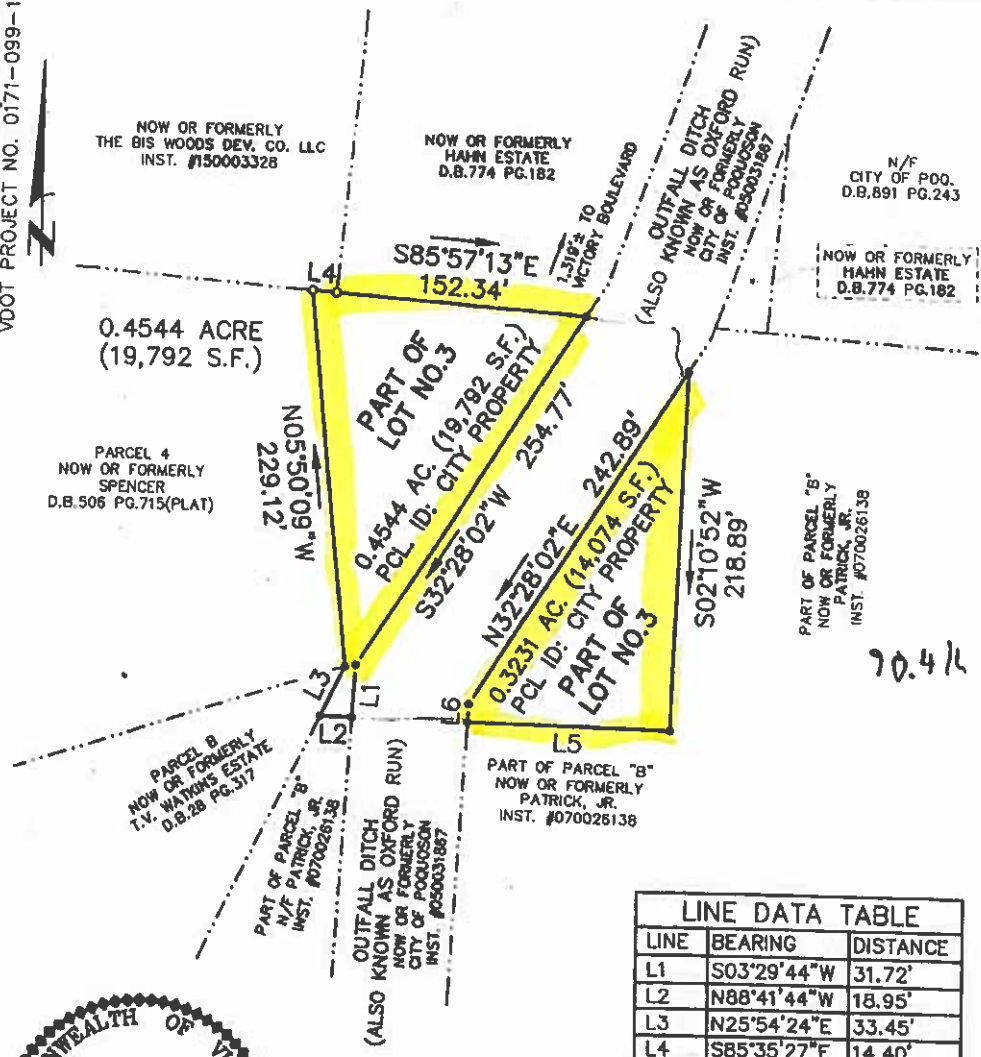 VDOT PROJECT NO. 0171-099-1
N
NOW OR FORMERLY
THE BIS WOODS DEV. CO. LLC
INST. #150003328
NOW OR FORMERLY
HAHN ESTATE
D.B.774 PG.182
1,319'± TO
VICTORY BOULEVARD
OUTFALL DITCH
(ALSO KNOWN AS OXFORD RUN)
NOW OR FORMERLY
CITY OF POQUOSON
INST. #050031867
N/F
CITY OF POQ.
D.B.891 PG.243
NOW OR FORMERLY
HAHN ESTATE
D.B.774 PG.182
L4
S85°57'13"E
152.34'
0.4544 ACRE
(19,792 S.F.)
PART OF
LOT NO.3
0.4544 AC. (19,792 S.F.)
PCL ID: CITY PROPERTY
254.77'
S32°28'02"W
N05°50'09"W
229.12'
PARCEL 4
NOW OR FORMERLY
SPENCER
D.B.506 PG.715(PLAT)
242.89'
N32°28'02"E
0.3231 AC. (14,074 S.F.)
PCL ID: CITY PROPERTY
PART OF
LOT NO.3
S02°10'52"W
218.89'
PART OF PARCEL "B"
NOW OR FORMERLY
PATRICK, JR.
INST. #070026138
L3
L1
L2
L6
L5
PARCEL B
NOW OR FORMERLY
T.V. WATKINS ESTATE
D.B.28 PG.317
PART OF PARCEL "B"
N/F PATRICK, JR.
INST. #070026138
OUTFALL DITCH
(ALSO KNOWN AS OXFORD RUN)
NOW OR FORMERLY
CITY OF POQUOSON
INST. #050031867
PART OF PARCEL "B"
NOW OR FORMERLY
PATRICK, JR.
INST. #070026138
LINE DATA TABLE
LINE BEARING DISTANCE
L1 S03°29'44"W 31.72'
L2 N88°41'44"W 18.95'
L3 N25°54'24"E 33.45'
L4 S85°35'27"E 14.40'
NWEALTH OF